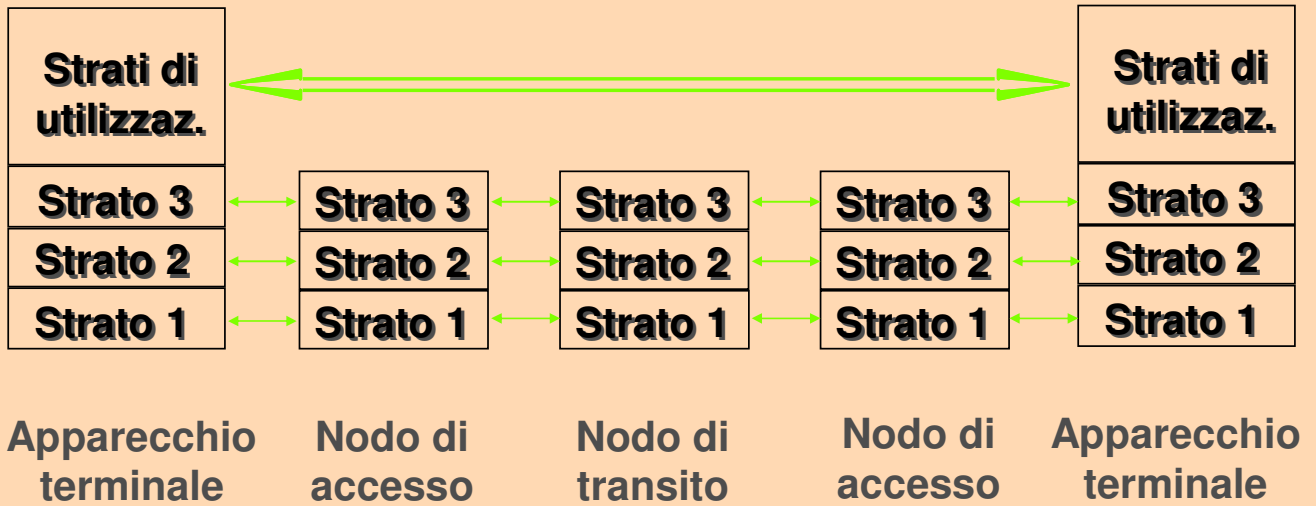 Strati di
utilizzaz.
Strati di
utilizzaz.
Strato 3
Strato 3
Strato 3
Strato 3
Strato 3
Strato 2
Strato 2
Strato 2
Strato 2
Strato 2
Strato 1
Strato 1
Strato 1
Strato 1
Strato 1
Apparecchio
terminale
Nodo di
accesso
Nodo di
transito
Nodo di
accesso
Apparecchio
terminale